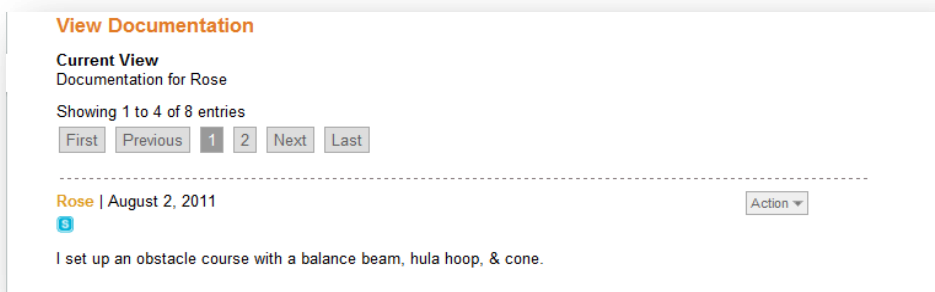 View Documentation
Current View
Documentation for Rose
Showing 1 to 4 of 8 entries
First Previous 1 2 Next Last
Rose | August 2, 2011 Action
S
I set up an obstacle course with a balance beam, hula hoop, & cone.